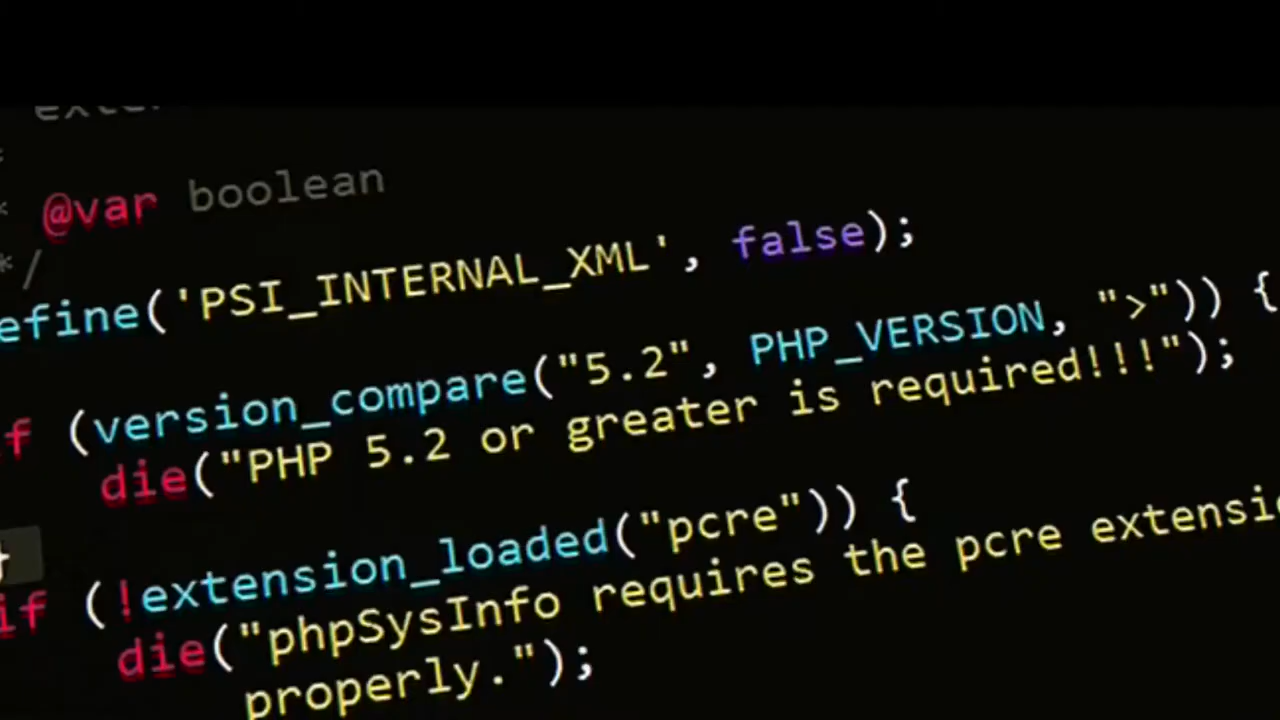 * @var boolean
*/
efine('PSI_INTERNAL_XML', false);
if (version_compare("5.2", PHP_VERSION, ">")) {
die("PHP 5.2 or greater is required!!!");
}
if (!extension_loaded("pcre")) {
die("phpSysInfo requires the pcre extensio
properly.");